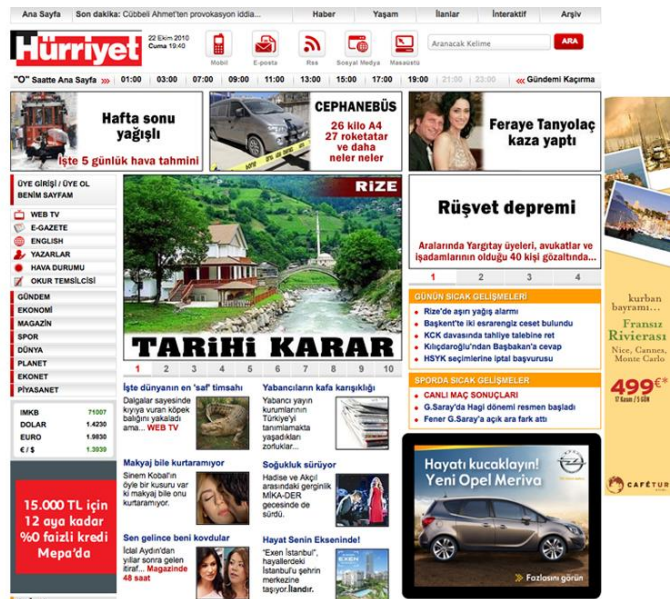 Ana Sayfa
Son dakika: Cübbeli Ahmet'ten provokasyon iddia...
Haber
Yaşam
İlanlar
İnteraktif
Arşiv
Hürriyet
22 Ekim 2010
Cuma 19:40
Mobil
E-posta
Rss
Sosyal Medya
Masaüstü
Aranacak Kelime
ARA
"O" Saatte Ana Sayfa
01:00
03:00
07:00
09:00
11:00
13:00
15:00
17:00
19:00
21:00
23:00
Gündemi Kaçırma
Hafta sonu
yağışlı
İşte 5 günlük hava tahmini
CEPHANEBÜS
26 kilo A4
27 roketatar
ve daha
neler neler
Feraye Tanyolaç
kaza yaptı
ÜYE GİRİŞİ / ÜYE OL
BENİM SAYFAM
WEB TV
E-GAZETE
ENGLISH
YAZARLAR
HAVA DURUMU
OKUR TEMSİLCİSİ
GÜNDEM
EKONOMİ
MAGAZİN
SPOR
DÜNYA
PLANET
EKONET
PİYASANET
IMKB 71007
DOLAR 1.4230
EURO 1.9830
€ / $ 1.3939
15.000 TL için
12 aya kadar
%0 faizli kredi
Mepa'da
RİZE
TARİHİ KARAR
1 2 3 4 5 6 7 8 9 10
İşte dünyanın en 'saf' timsahı
Dalgalar sayesinde
kıyıya vuran köpek
balığını yakaladı
ama... WEB TV
Yabancıların kafa karışıklığı
Yabancı yayın
kurumlarının
Türkiye'yi
tanımlamakta
yaşadıkları
zorluklar...
Makyaj bile kurtaramıyor
Sinem Kobal'ın
öyle bir kusuru var
ki makyaj bile onu
kurtaramıyor.
Soğukluk sürüyor
Hadise ve Akçıl
arasındaki gerginlik
MİKA-DER
gecesinde de
sürdü.
Sen gelince beni kovdular
İclal Aydın'dan
yıllar sonra gelen
itiraf... Magazinde
48 saat
Hayat Senin Ekseninde!
"Exen İstanbul",
hayallerdeki
İstanbul'u şehrin
merkezine
taşıyor.İlandır.
EXEN
Rüşvet depremi
Aralarında Yargıtay üyeleri, avukatlar ve
işadamlarının olduğu 40 kişi gözaltında...
1 2 3 4
GÜNÜN SICAK GELİŞMELERİ
Rize'de aşırı yağış alarmı
Başkent'te iki esrarengiz ceset bulundu
KCK davasında tahliye talebine ret
Kılıçdaroğlu'ndan Başbakan'a cevap
HSYK seçimlerine iptal başvurusu
SPORDA SICAK GELİŞMELER
CANLI MAÇ SONUÇLARI
G.Saray'da Hagi dönemi resmen başladı
Fener G.Saray'a açık ara fark attı
Hayatı kucaklayın!
Yeni Opel Meriva
Fazlasını görün
kurban
bayramı...
Fransız
Rivierası
Nice, Cannes,
Monte Carlo
499€*
17 Kasım / 5 GÜN
CAFÉTUR